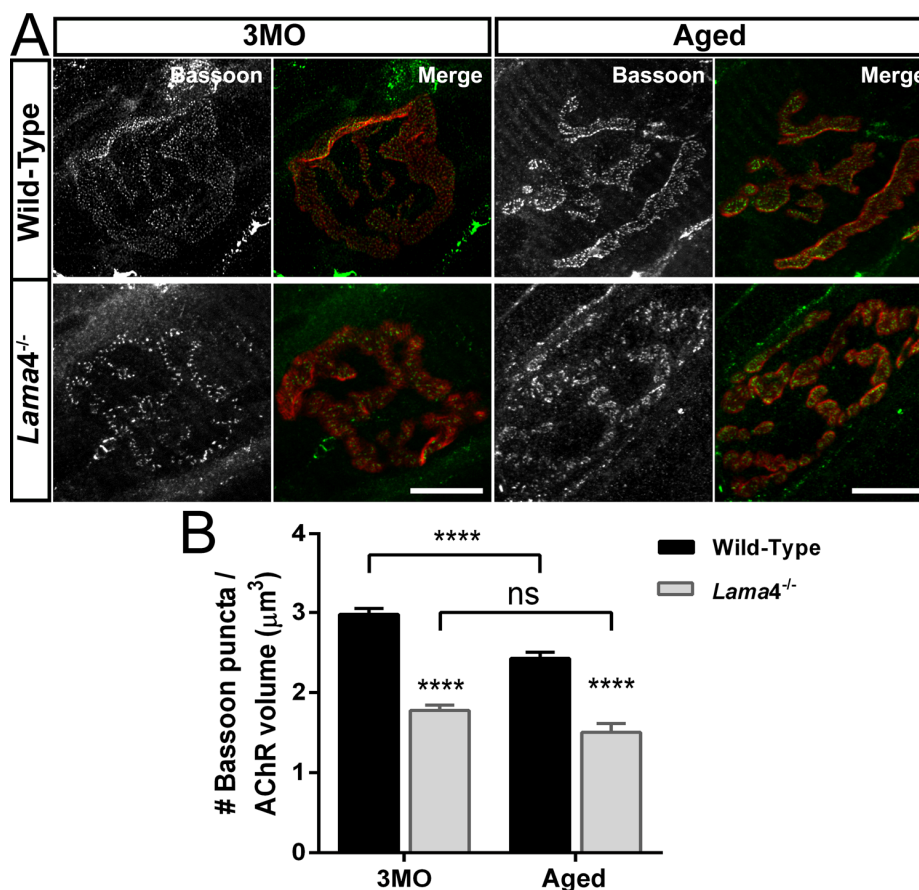 A
3MO
Aged
Wild-Type
Bassoon
Merge
Bassoon
Merge
Lama4-/-
B
# Bassoon puncta /
AChR volume (μm³)
4
3
2
1
0
****
ns
****
****
Wild-Type
Lama4-/-
3MO
Aged